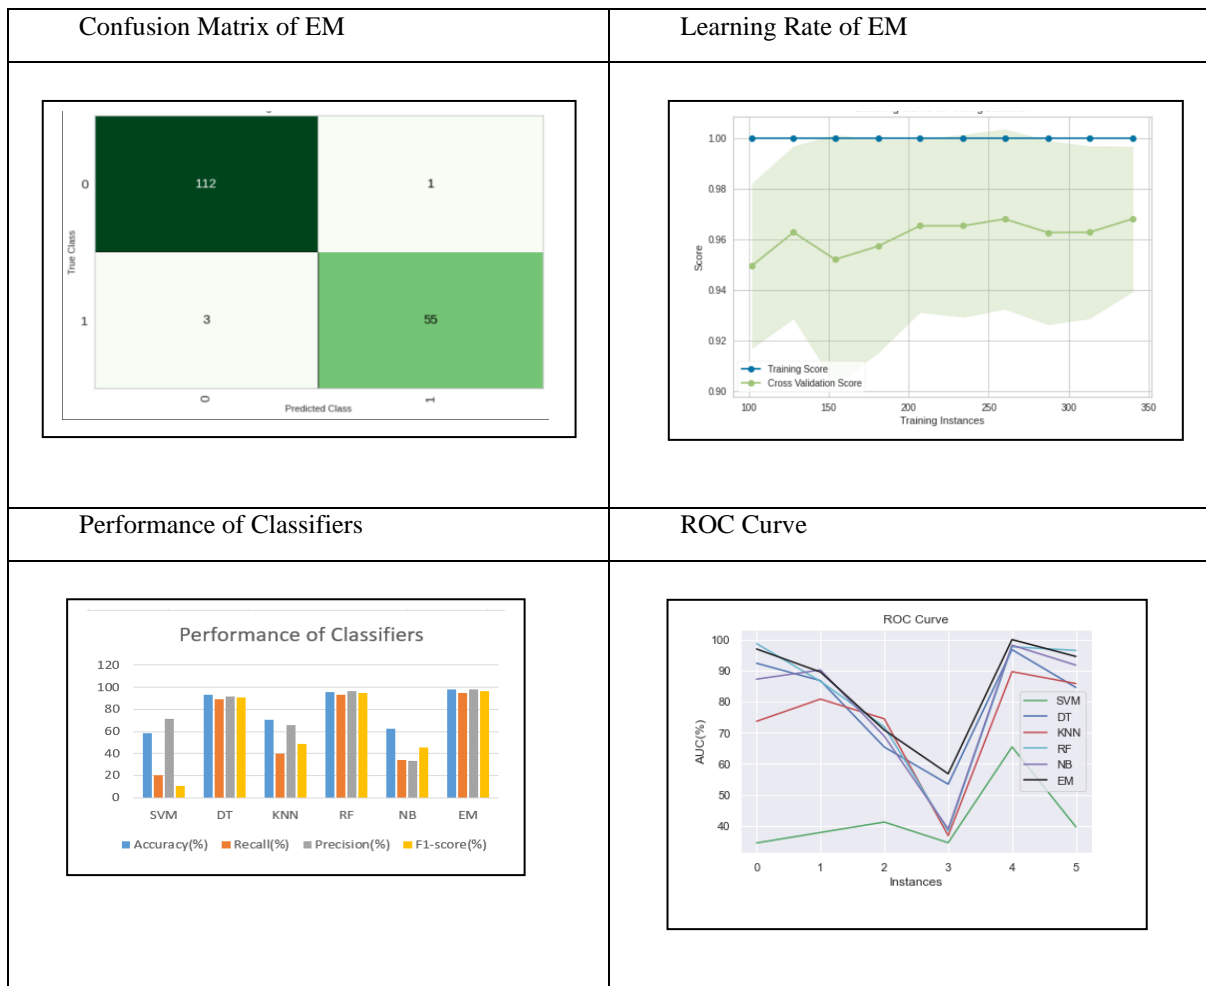 Confusion Matrix of EM
Learning Rate of EM
0
112
1
True Class
1
3
55
0
1
Predicted Class
1.00
0.98
0.96
0.94
0.92
0.90
Score
Training Score
Cross Validation Score
100 150 200 250 300 350
Training Instances
Performance of Classifiers
ROC Curve
Performance of Classifiers
120
100
80
60
40
20
0
SVM DT KNN RF NB EM
Accuracy(%) Recall(%) Precision(%) F1-score(%)
ROC Curve
100
90
80
70
60
50
40
AUC(%)
SVM
DT
KNN
RF
NB
EM
0 1 2 3 4 5
Instances